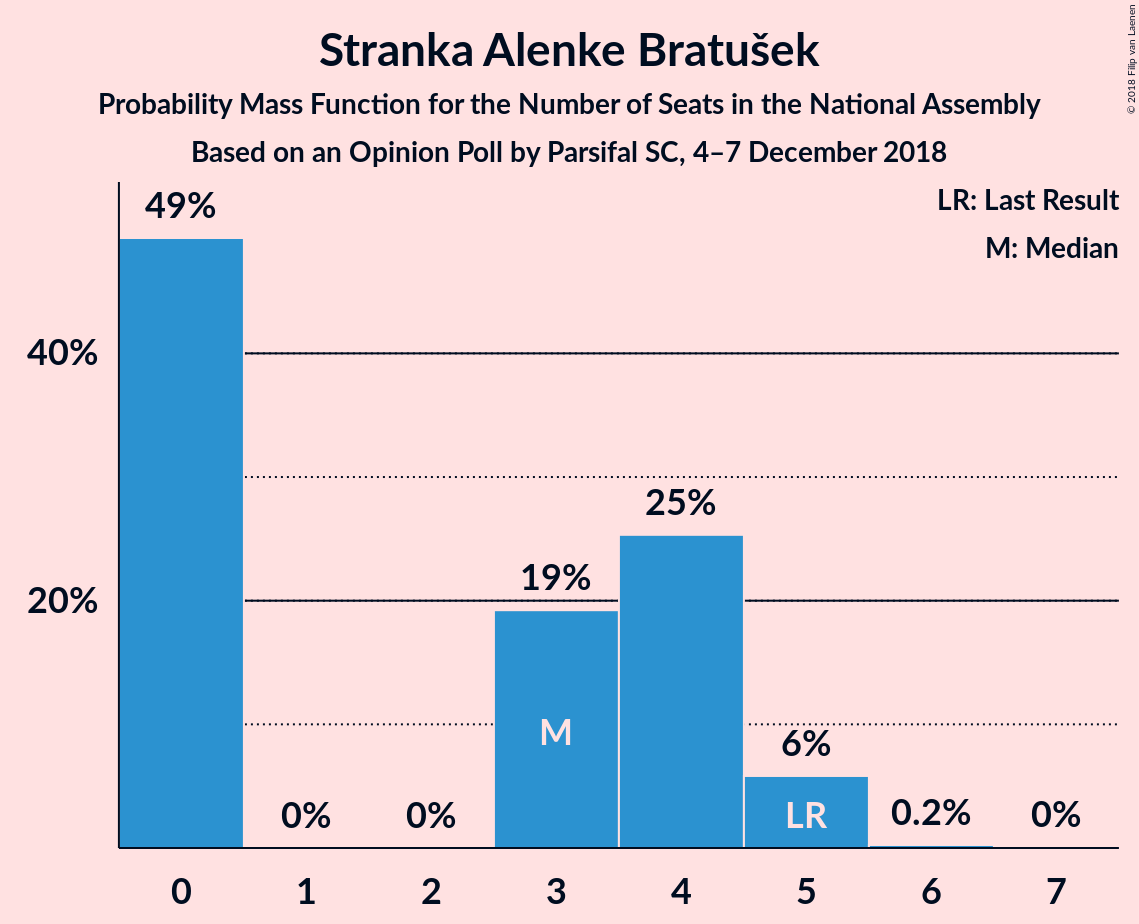 Stranka Alenke Bratušek
Probability Mass Function for the Number of Seats in the National Assembly
Based on an Opinion Poll by Parsifal SC, 4–7 December 2018
© 2018 Filip van Laenen
LR: Last Result
M: Median
49%
40%
25%
19%
20%
M
6%
LR
0%
0%
0.2%
0%
0 1 2 3 4 5 6 7